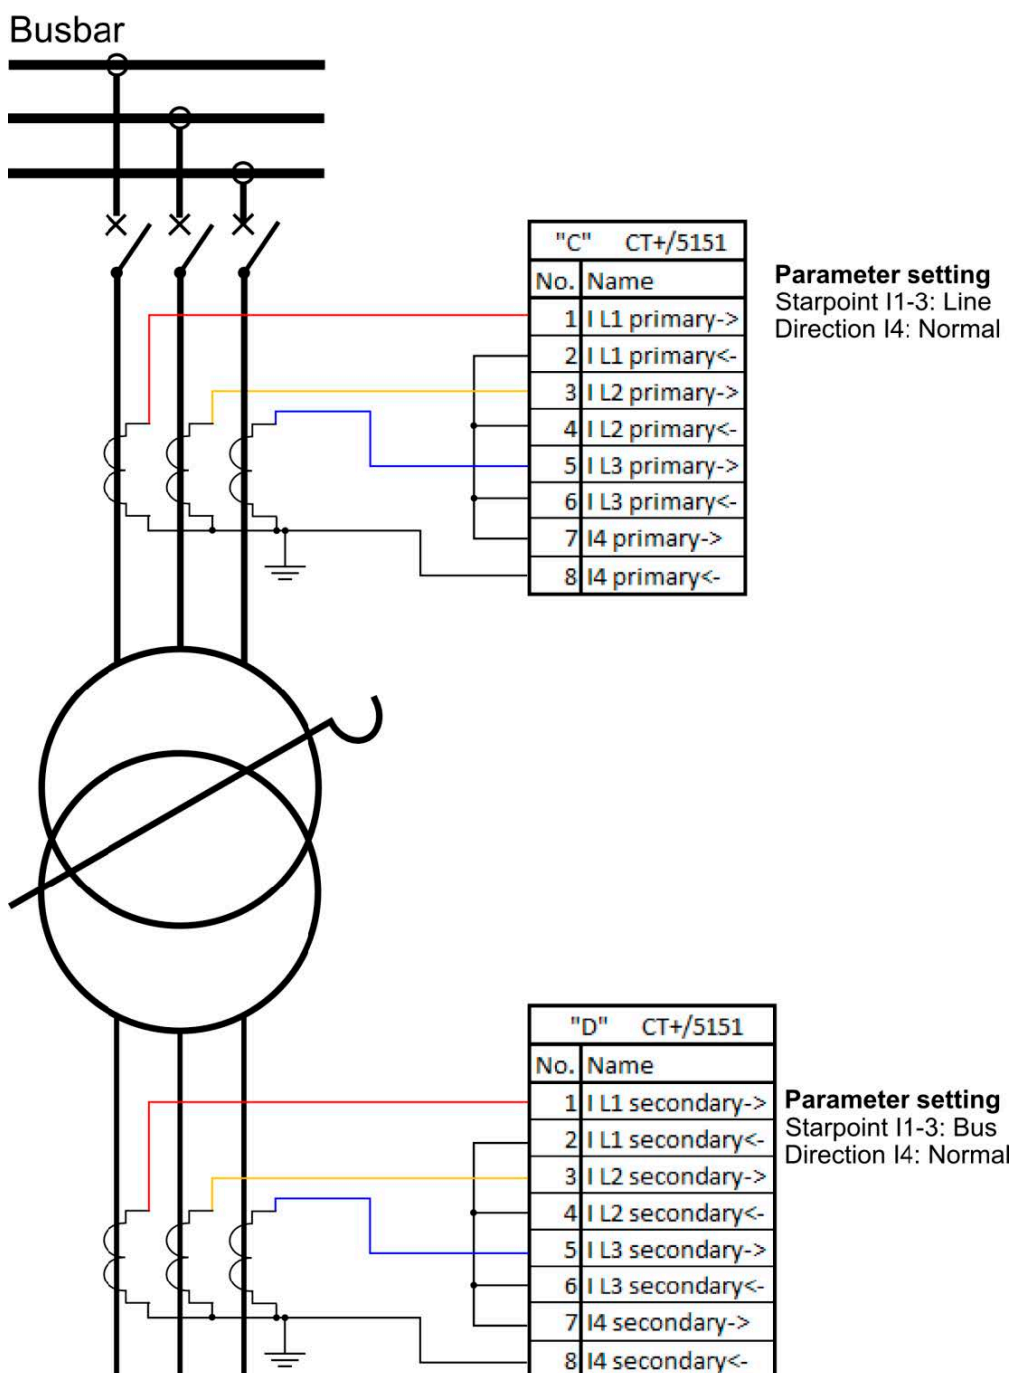 Busbar
"C" CT+/5151
No. Name
1 I L1 primary->
2 I L1 primary<-
3 I L2 primary->
4 I L2 primary<-
5 I L3 primary->
6 I L3 primary<-
7 I4 primary->
8 I4 primary<-
Parameter setting
Starpoint I1-3: Line
Direction I4: Normal
"D" CT+/5151
No. Name
1 I L1 secondary->
2 I L1 secondary<-
3 I L2 secondary->
4 I L2 secondary<-
5 I L3 secondary->
6 I L3 secondary<-
7 I4 secondary->
8 I4 secondary<-
Parameter setting
Starpoint I1-3: Bus
Direction I4: Normal